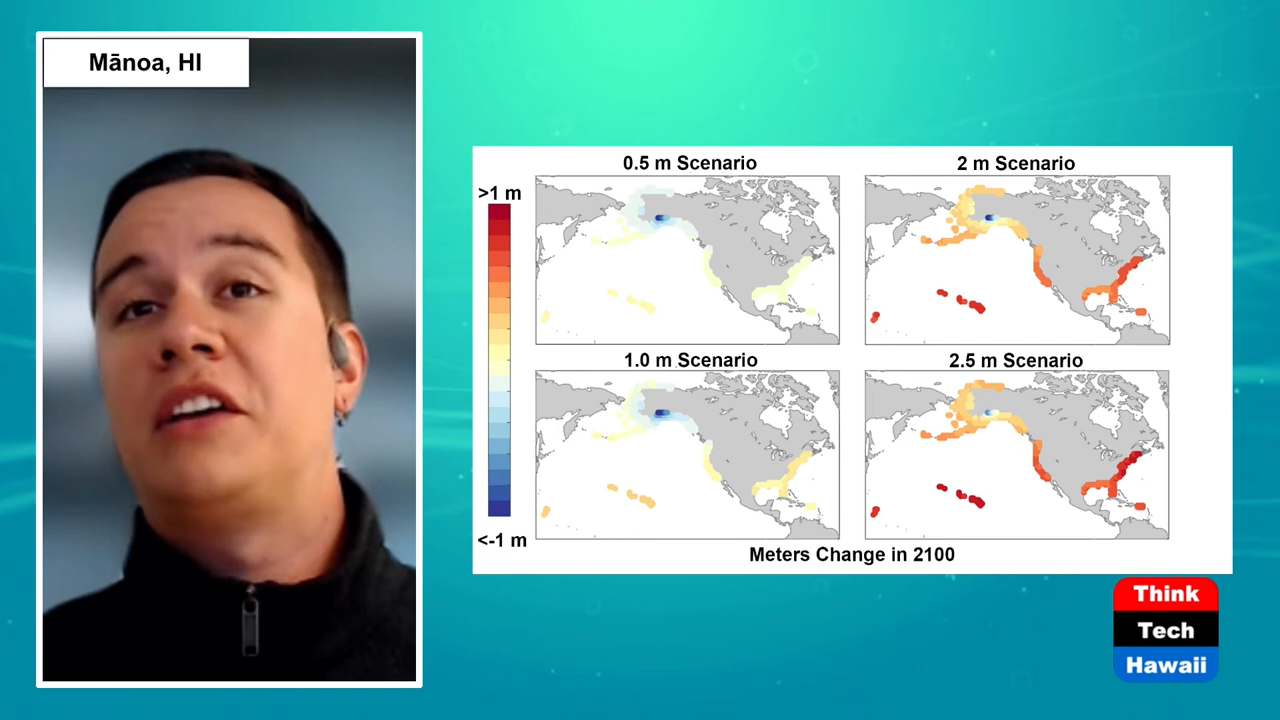 Mānoa, HI
0.5 m Scenario
2 m Scenario
>1 m
1.0 m Scenario
2.5 m Scenario
<-1 m
Meters Change in 2100
Think
Tech
Hawaii